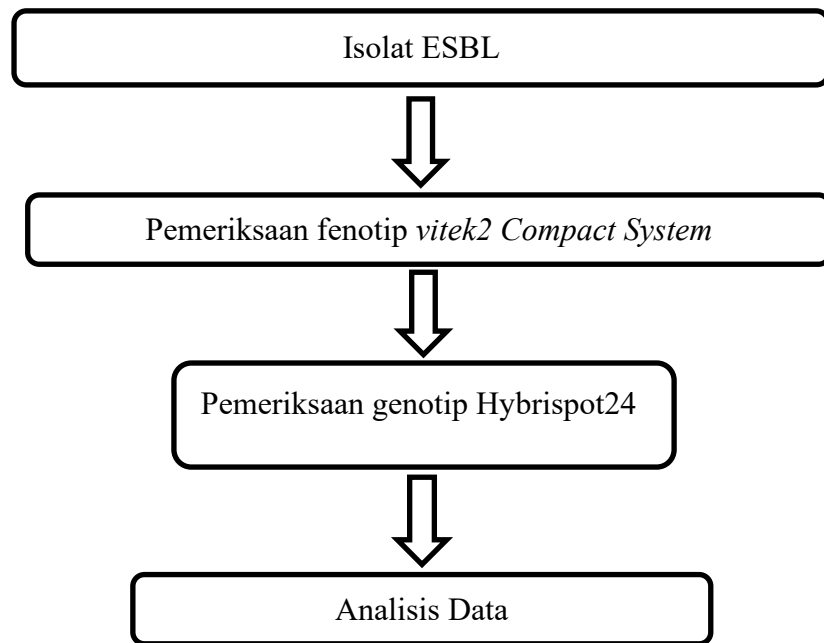 Isolat ESBL
Pemeriksaan fenotip vitek2 Compact System
Pemeriksaan genotip Hybrispot24
Analisis Data